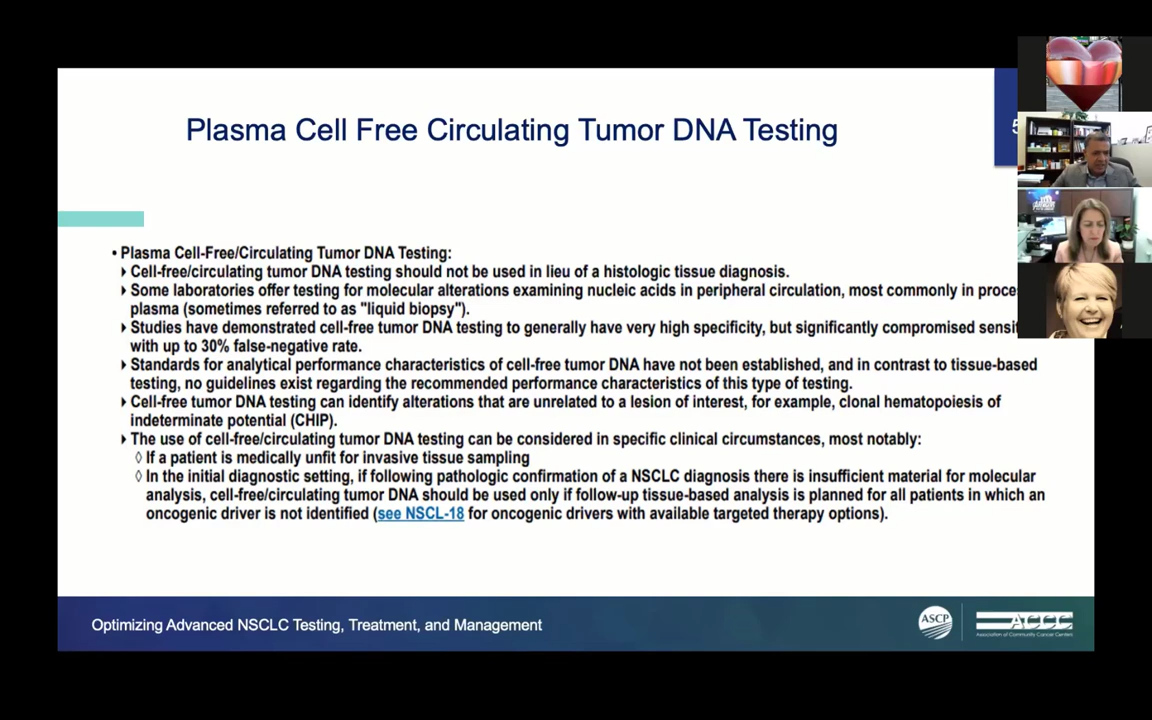 Plasma Cell Free Circulating Tumor DNA Testing
5
• Plasma Cell-Free/Circulating Tumor DNA Testing:
Cell-free/circulating tumor DNA testing should not be used in lieu of a histologic tissue diagnosis.
Some laboratories offer testing for molecular alterations examining nucleic acids in peripheral circulation, most commonly in proce
plasma (sometimes referred to as "liquid biopsy").
Studies have demonstrated cell-free tumor DNA testing to generally have very high specificity, but significantly compromised sensit
with up to 30% false-negative rate.
Standards for analytical performance characteristics of cell-free tumor DNA have not been established, and in contrast to tissue-based
testing, no guidelines exist regarding the recommended performance characteristics of this type of testing.
Cell-free tumor DNA testing can identify alterations that are unrelated to a lesion of interest, for example, clonal hematopoiesis of
indeterminate potential (CHIP).
The use of cell-free/circulating tumor DNA testing can be considered in specific clinical circumstances, most notably:
◊ If a patient is medically unfit for invasive tissue sampling
◊ In the initial diagnostic setting, if following pathologic confirmation of a NSCLC diagnosis there is insufficient material for molecular
analysis, cell-free/circulating tumor DNA should be used only if follow-up tissue-based analysis is planned for all patients in which an
oncogenic driver is not identified (see NSCL-18 for oncogenic drivers with available targeted therapy options).
Optimizing Advanced NSCLC Testing, Treatment, and Management
ASCP
ACCC
Association of Community Cancer Centers